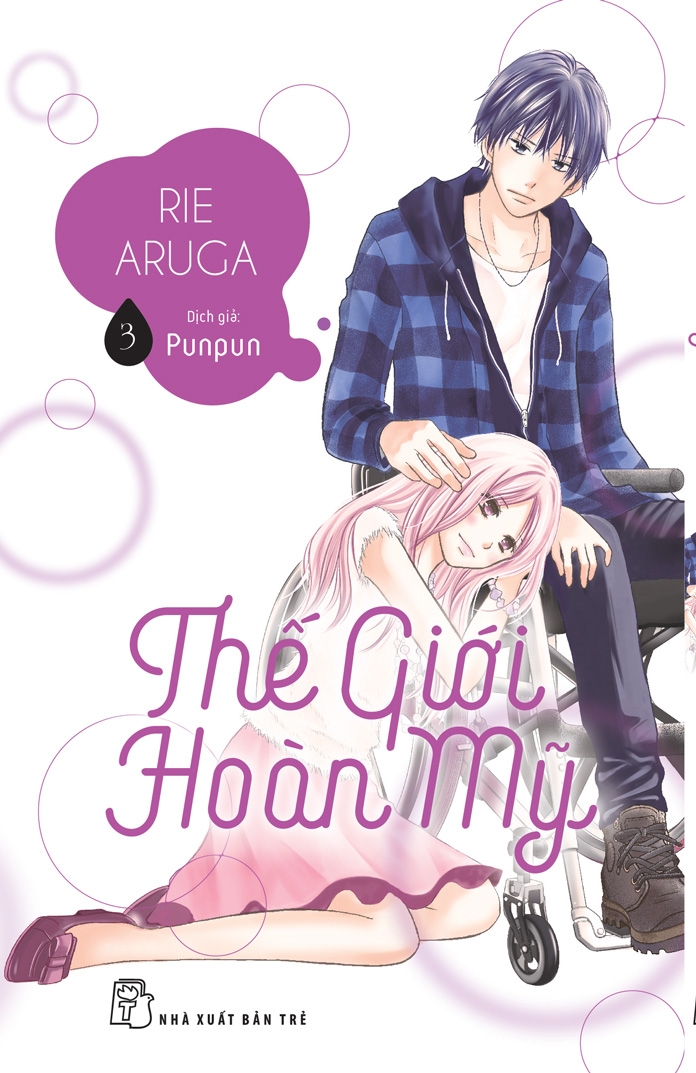 RIE
ARUGA
3
Dịch giả:
Punpun
Thế Giới
Hoàn Mỹ
T
NHÀ XUẤT BẢN TRẺ